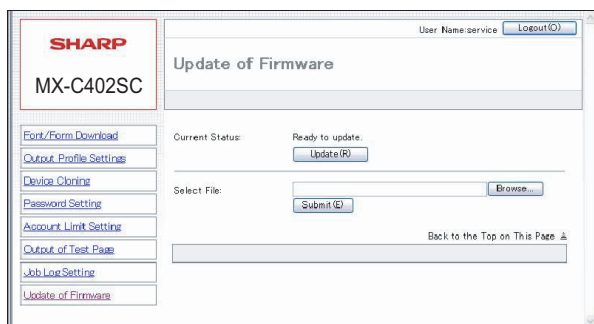 User Name:service Logout(O)
SHARP
MX-C402SC
Update of Firmware
Font/Form Download
Output Profile Settings
Device Cloning
Password Setting
Account Limit Setting
Output of Test Page
Job Log Setting
Update of Firmware
Current Status: Ready to update.
Update(R)
Select File: Browse...
Submit(E)
Back to the Top on This Page ▲